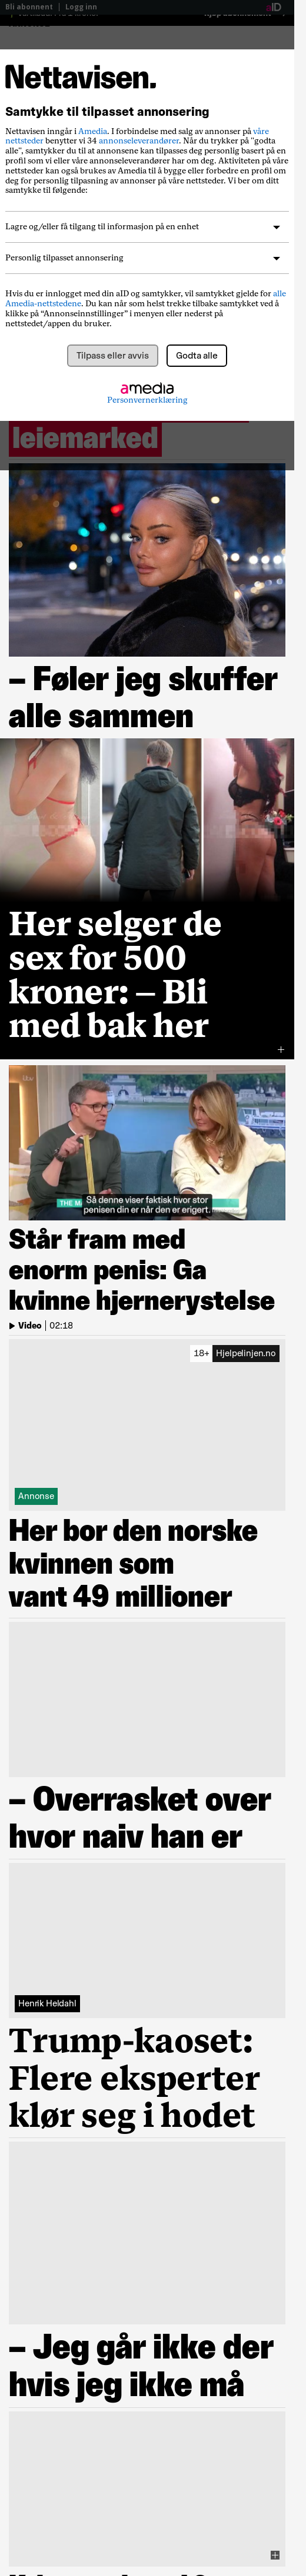 Bli abonnent | Logg inn
aID
Nettavisen.
Samtykke til tilpasset annonsering
Nettavisen inngår i Amedia. I forbindelse med salg av annonser på våre
nettsteder benytter vi 34 annonseleverandører. Når du trykker på "godta
alle”, samtykker du til at annonsene kan tilpasses deg personlig basert på en
profil som vi eller våre annonseleverandører har om deg. Aktiviteten på våre
nettsteder kan også brukes av Amedia til å bygge eller forbedre en profil om
deg for personlig tilpasning av annonser på våre nettsteder. Vi ber om ditt
samtykke til følgende:
Lagre og/eller få tilgang til informasjon på en enhet
Personlig tilpasset annonsering
Hvis du er innlogget med din aID og samtykker, vil samtykket gjelde for alle
Amedia-nettstedene. Du kan når som helst trekke tilbake samtykket ved å
klikke på “Annonseinnstillinger” i menyen eller nederst på
nettstedet/appen du bruker.
Tilpass eller avvis
Godta alle
amedia
Personvernerklæring
leiemarked
– Føler jeg skuffer
alle sammen
Her selger de
sex for 500
kroner: – Bli
med bak her
Så denne viser faktisk hvor stor
penisen din er når den er erigert.
Står fram med
enorm penis: Ga
kvinne hjernerystelse
Video | 02:18
18+ Hjelpelinjen.no
Annonse
Her bor den norske
kvinnen som
vant 49 millioner
– Overrasket over
hvor naiv han er
Henrik Heldahl
Trump-kaoset:
Flere eksperter
klør seg i hodet
– Jeg går ikke der
hvis jeg ikke må